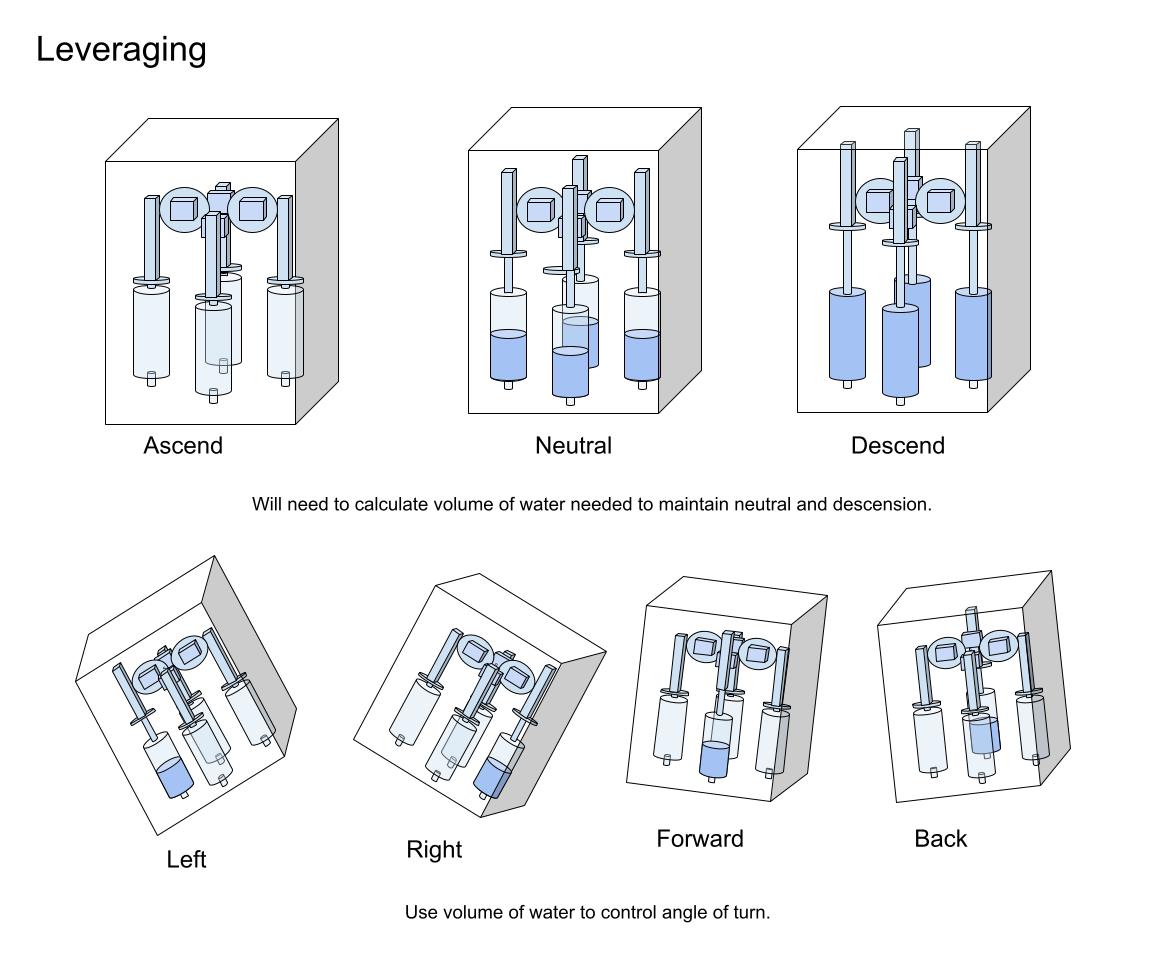 Leveraging
Ascend
Neutral
Descend
Will need to calculate volume of water needed to maintain neutral and descension.
Left
Right
Forward
Back
Use volume of water to control angle of turn.